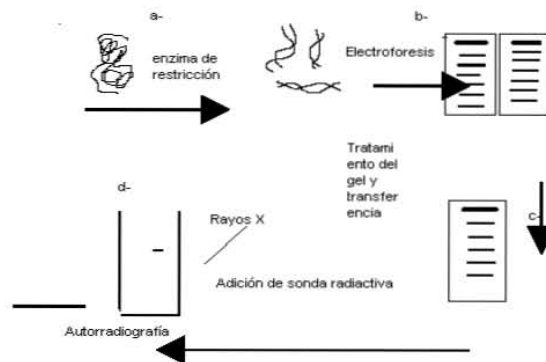 a-
b-
enzima de
restricción
Electroforesis
Tratami
ento del
gel y
transfer
encia
c-
d-
Rayos X
Adición de sonda radiactiva
Autorradiografía